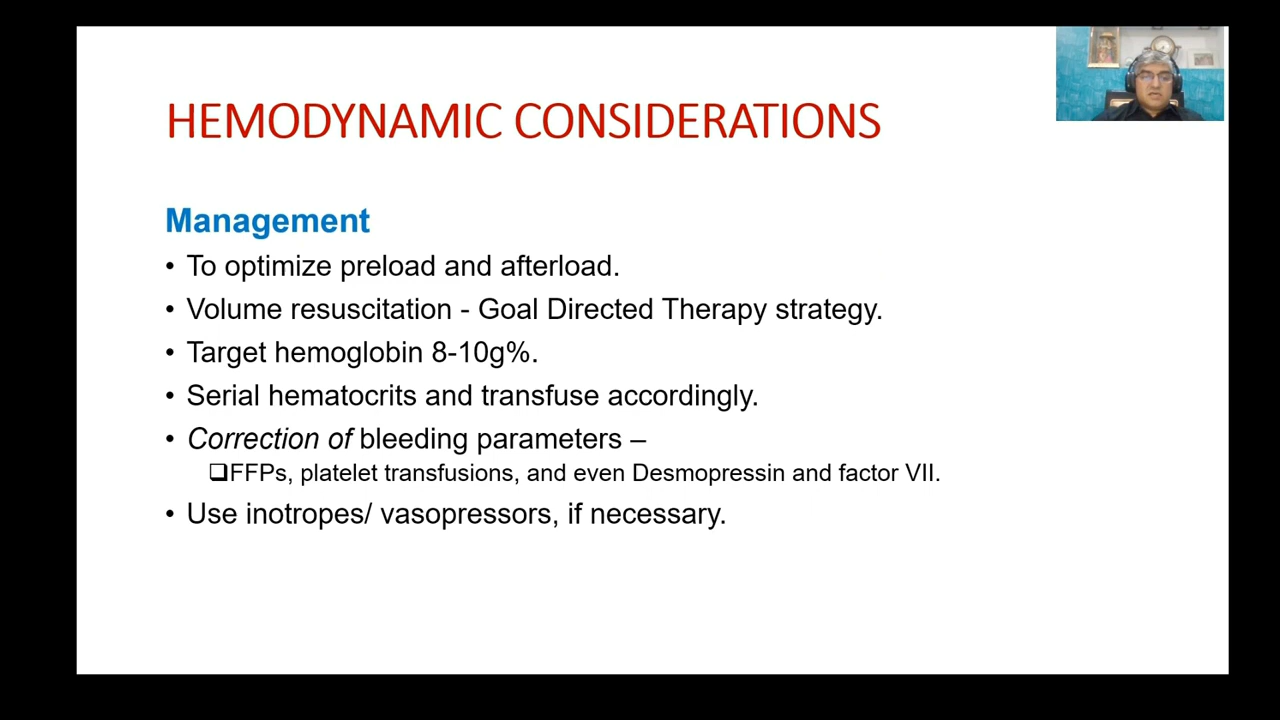 HEMODYNAMIC CONSIDERATIONS
Management
• To optimize preload and afterload.
• Volume resuscitation - Goal Directed Therapy strategy.
• Target hemoglobin 8-10g%.
• Serial hematocrits and transfuse accordingly.
• Correction of bleeding parameters –
❑FFPs, platelet transfusions, and even Desmopressin and factor VII.
• Use inotropes/ vasopressors, if necessary.